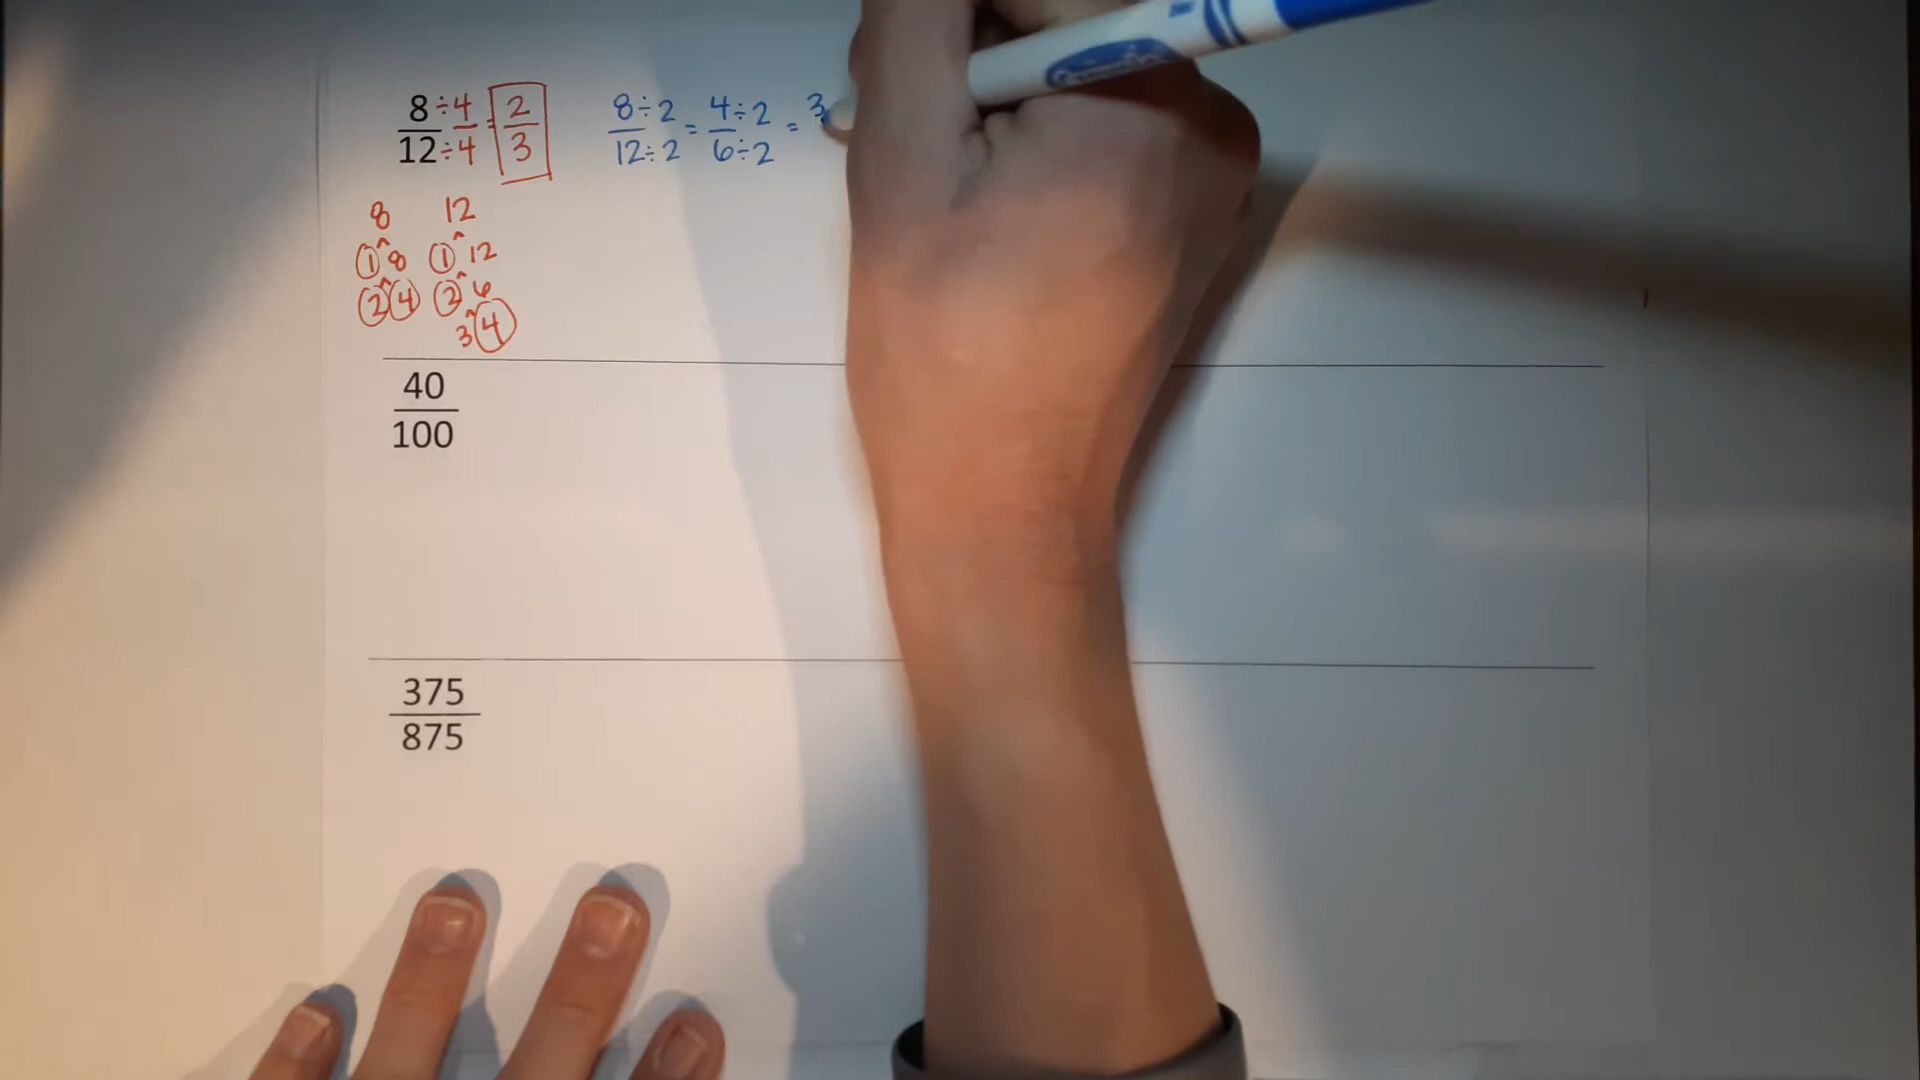 8 ÷ 4 = 2 8 ÷ 2 = 4 ÷ 2 = 3
12 ÷ 4 3 12 ÷ 2 6 ÷ 2
8 12
1 8 1 12
2 4 2 6
3 4
40
100
375
875